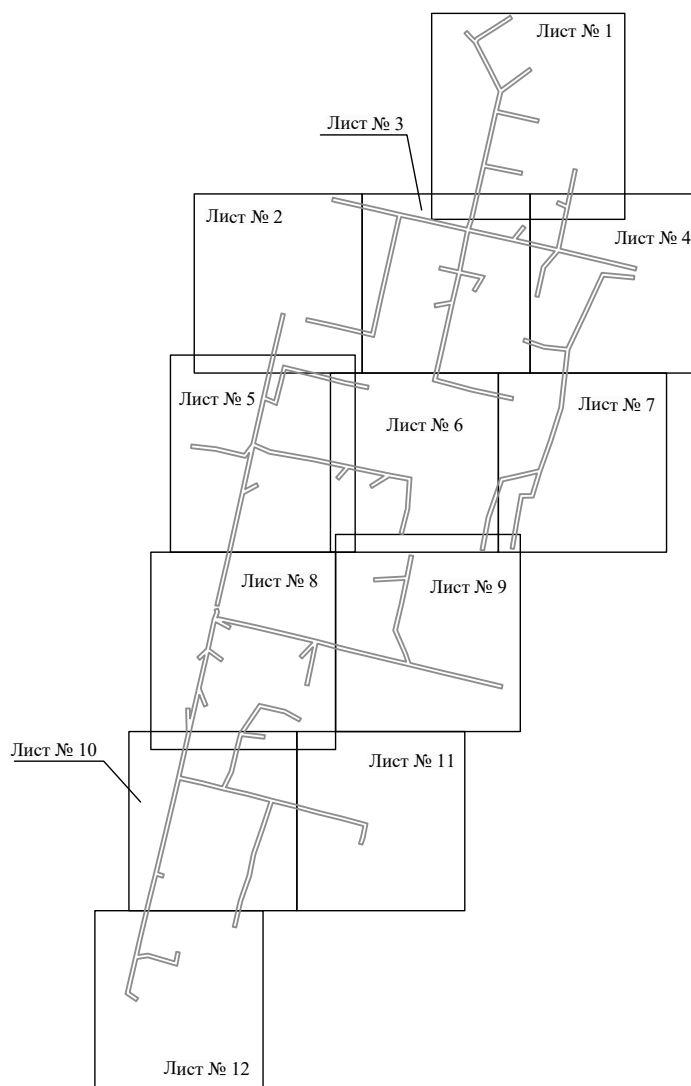 Лист № 1
Лист № 3
Лист № 2
Лист № 4
Лист № 5
Лист № 7
Лист № 6
Лист № 8
Лист № 9
Лист № 10
Лист № 11
Лист № 12